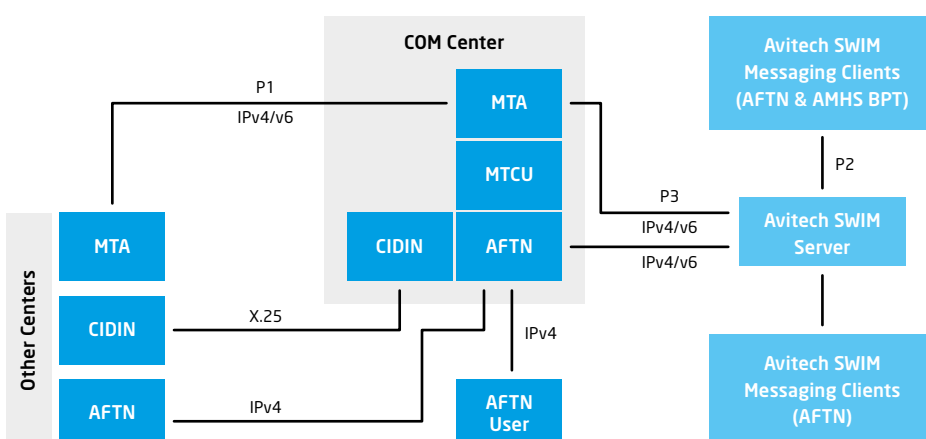 COM Center
MTA
MTCU
CIDIN
AFTN
P1
IPv4/v6
Other Centers
MTA
CIDIN
AFTN
X.25
IPv4
IPv4
AFTN
User
P3
IPv4/v6
IPv4/v6
Avitech SWIM
Messaging Clients
(AFTN & AMHS BPT)
P2
Avitech SWIM
Server
Avitech SWIM
Messaging Clients
(AFTN)